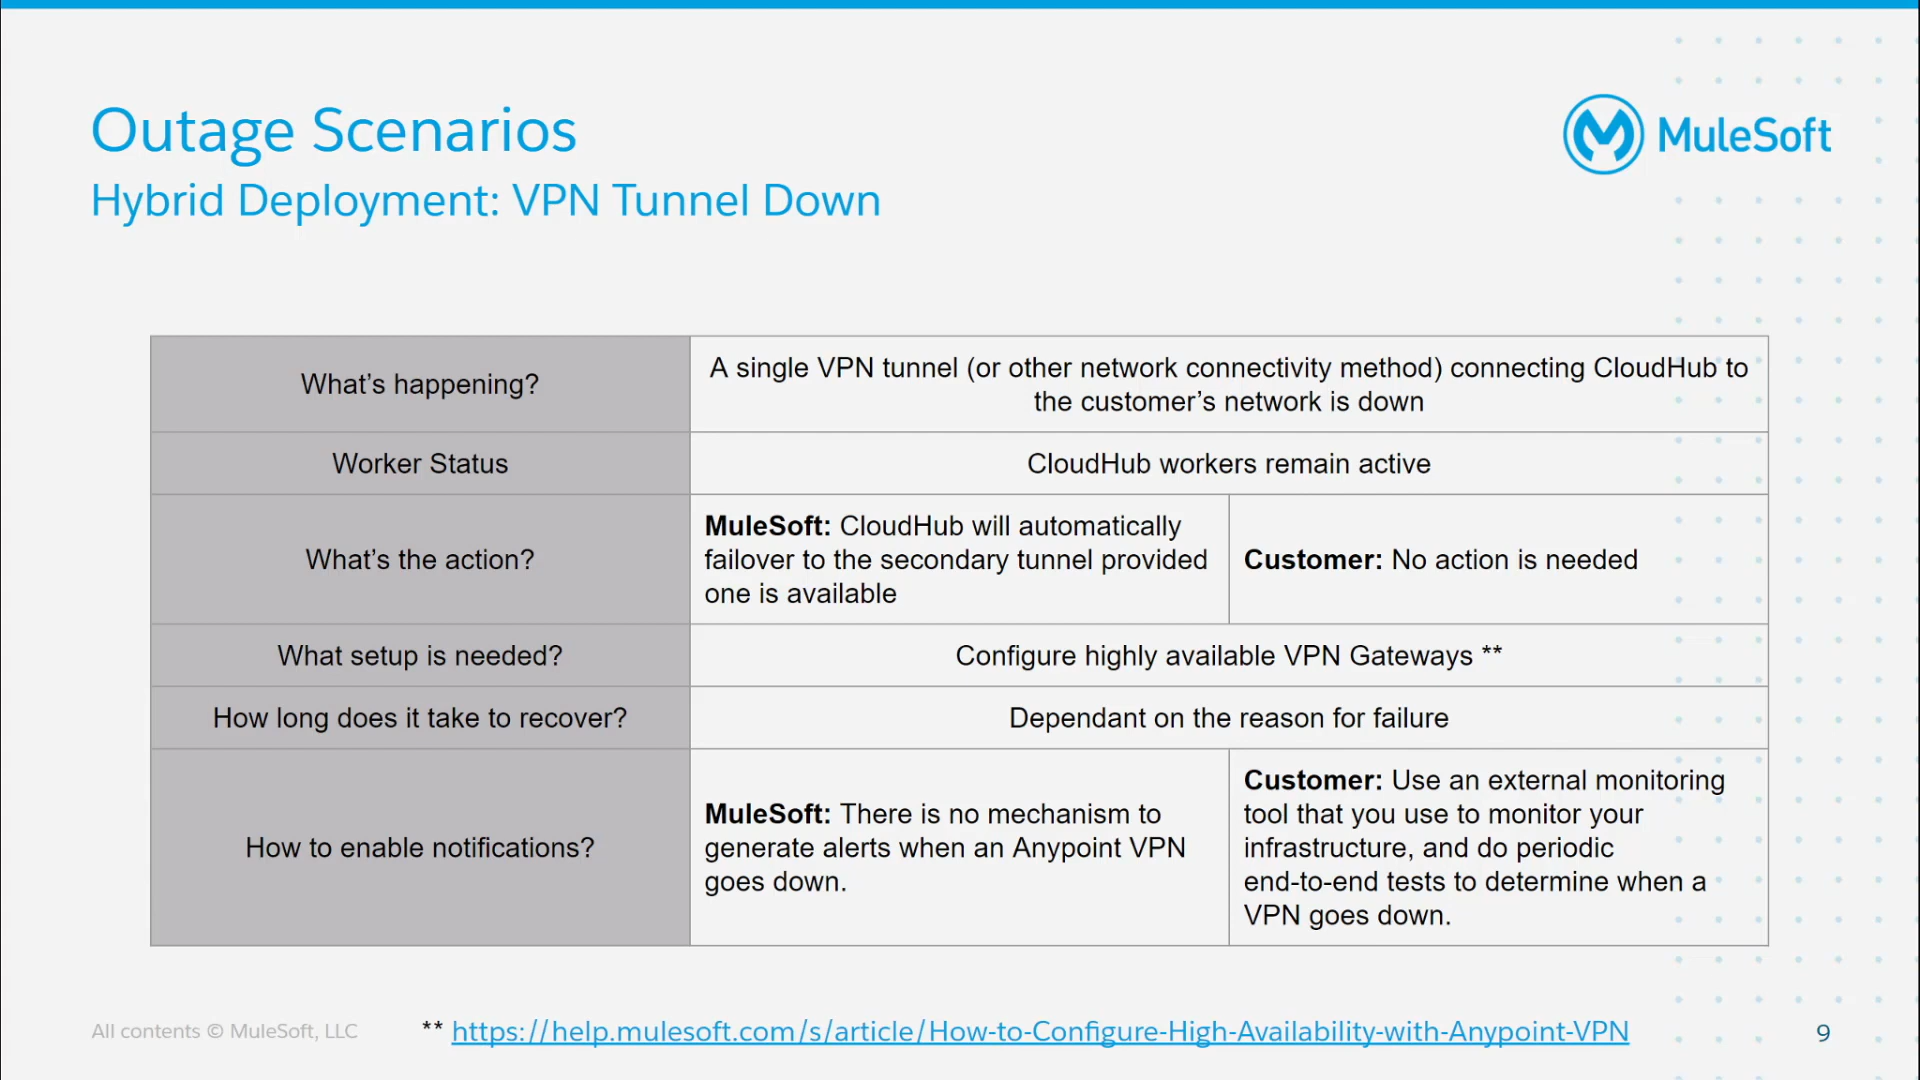 Outage Scenarios
MuleSoft
Hybrid Deployment: VPN Tunnel Down
What's happening?
A single VPN tunnel (or other network connectivity method) connecting CloudHub to
the customer's network is down
Worker Status
CloudHub workers remain active
What's the action?
MuleSoft: CloudHub will automatically
failover to the secondary tunnel provided
one is available
Customer: No action is needed
What setup is needed?
Configure highly available VPN Gateways **
How long does it take to recover?
Dependant on the reason for failure
How to enable notifications?
MuleSoft: There is no mechanism to
generate alerts when an Anypoint VPN
goes down.
Customer: Use an external monitoring
tool that you use to monitor your
infrastructure, and do periodic
end-to-end tests to determine when a
VPN goes down.
All contents © MuleSoft, LLC
** https://help.mulesoft.com/s/article/How-to-Configure-High-Availability-with-Anypoint-VPN
9